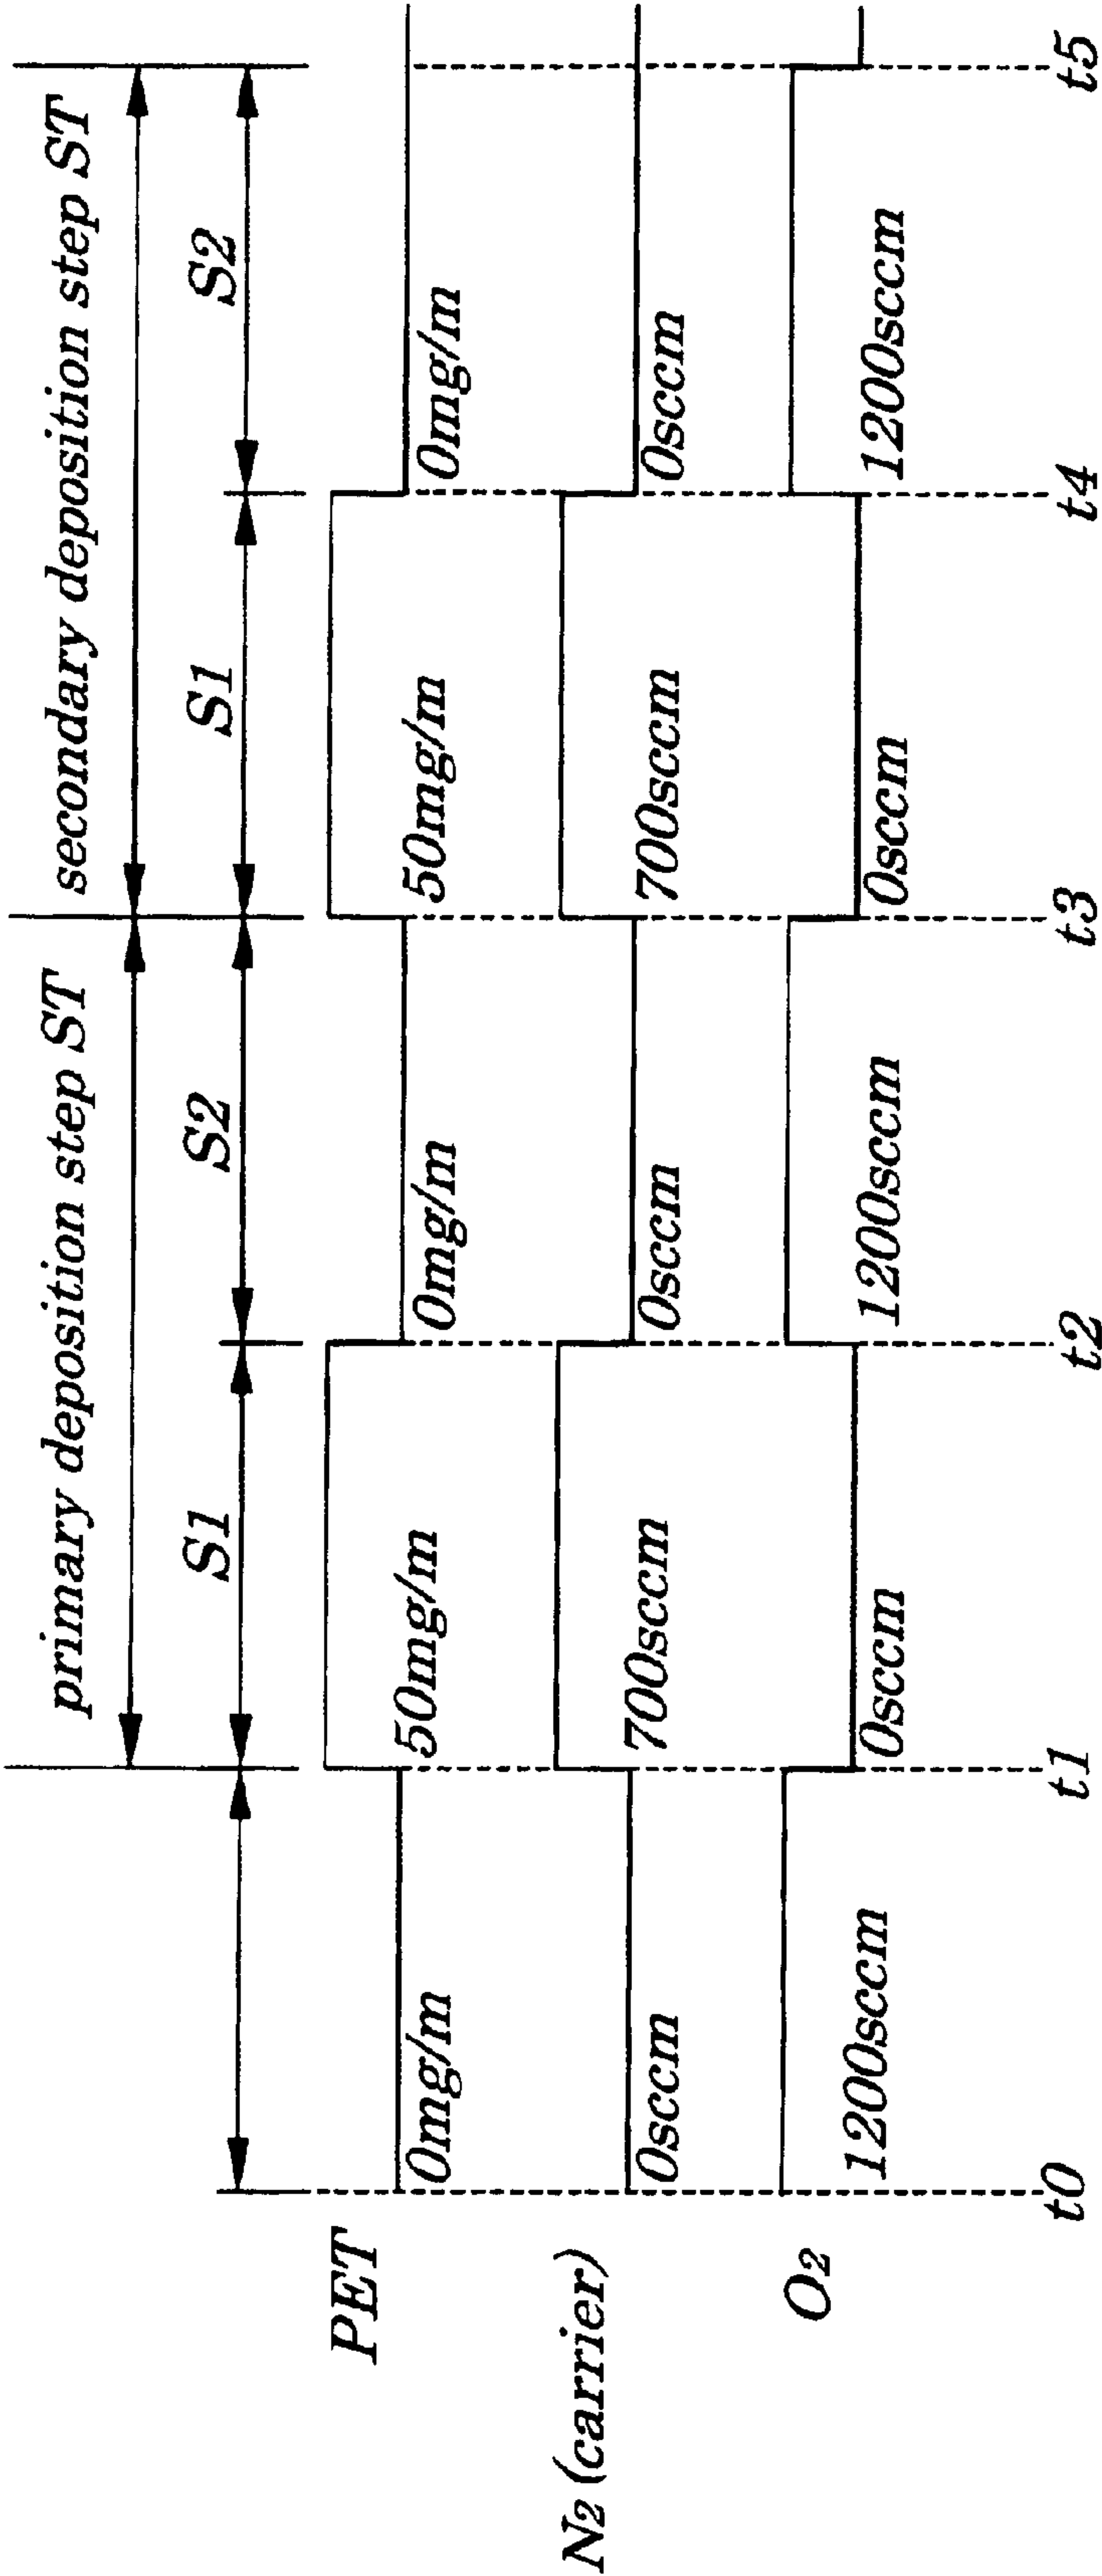 primary deposition step ST
secondary deposition step ST
S1
S2
S1
S2
PET
0mg/m
50mg/m
0mg/m
50mg/m
0mg/m
N2 (carrier)
0sccm
700sccm
0sccm
700sccm
0sccm
O2
1200sccm
0sccm
1200sccm
0sccm
1200sccm
t0
t1
t2
t3
t4
t5